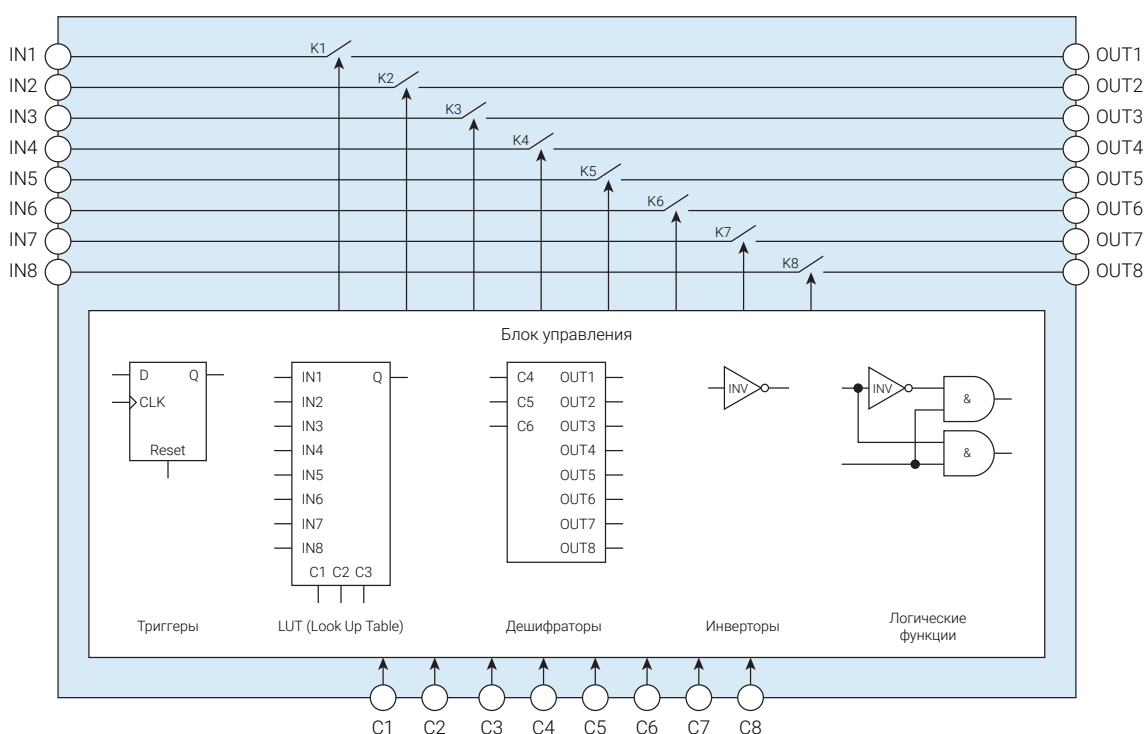 IN1 K1 OUT1
IN2 K2 OUT2
IN3 K3 OUT3
IN4 K4 OUT4
IN5 K5 OUT5
IN6 K6 OUT6
IN7 K7 OUT7
IN8 K8 OUT8
Блок управления
D Q
CLK
Reset
IN1 Q
IN2
IN3
IN4
IN5
IN6
IN7
IN8
C1 C2 C3
C4 OUT1
C5 OUT2
C6 OUT3
OUT4
OUT5
OUT6
OUT7
OUT8
INV
INV
&
&
Триггеры
LUT (Look Up Table)
Дешифраторы
Инверторы
Логические
функции
C1 C2 C3 C4 C5 C6 C7 C8